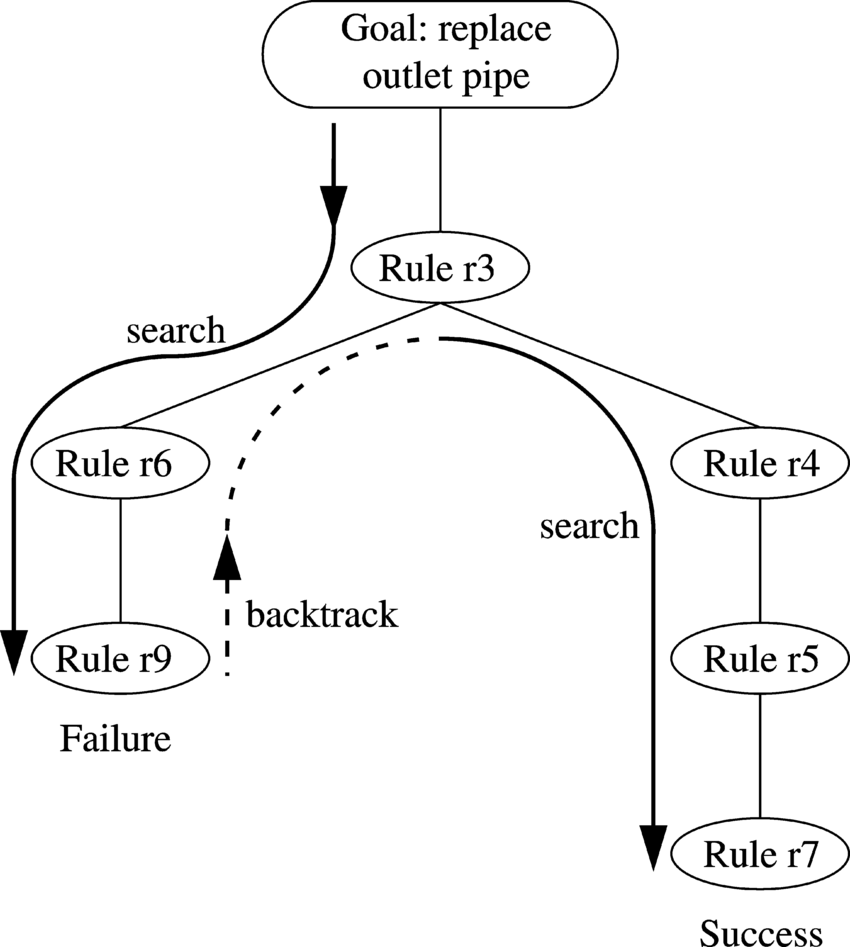 Goal: replace
outlet pipe
Rule r3
search
Rule r6
Rule r4
search
backtrack
Rule r9
Rule r5
Failure
Rule r7
Success